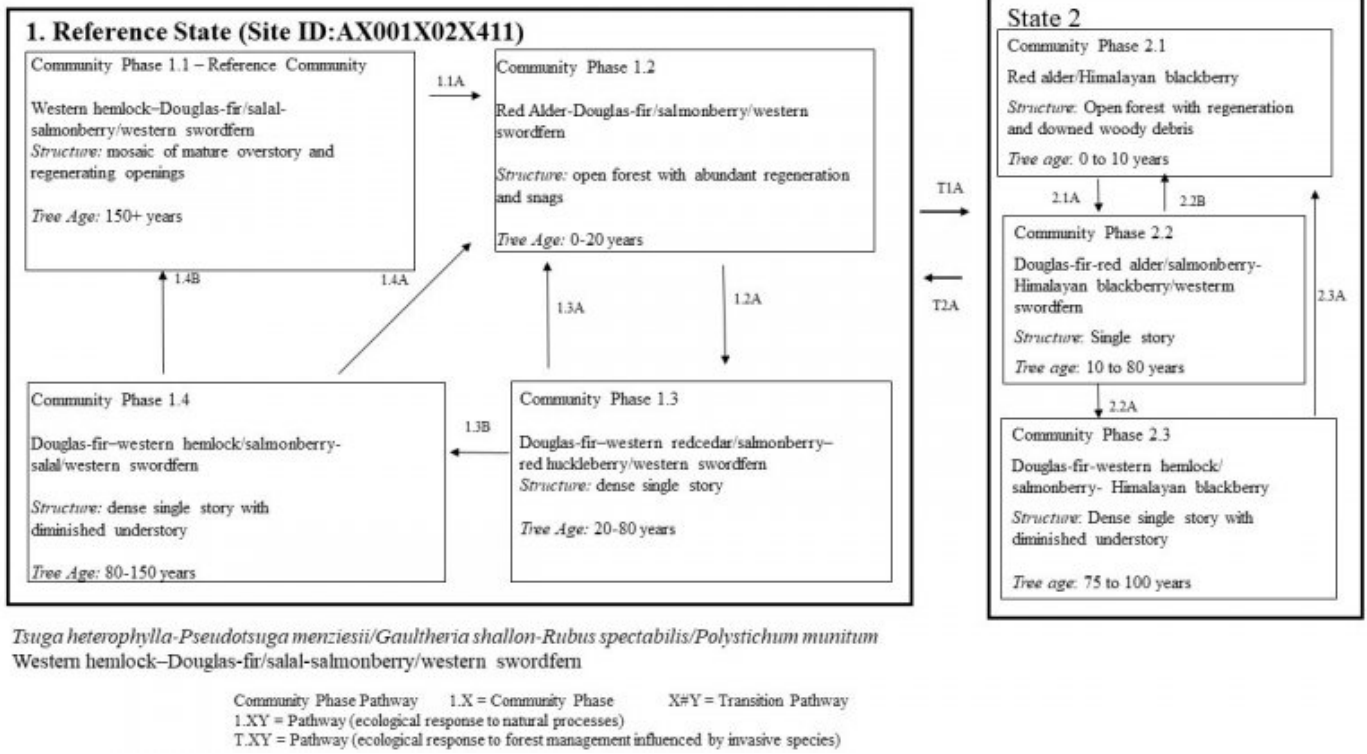 1. Reference State (Site ID:AX001X02X411)
Community Phase 1.1 – Reference Community
Western hemlock–Douglas-fir/salal-
salmonberry/western swordfern
Structure: mosaic of mature overstory and
regenerating openings
Tree Age: 150+ years
1.1A
Community Phase 1.2
Red Alder-Douglas-fir/salmonberry/western
swordfern
Structure: open forest with abundant regeneration
and snags
Tree Age: 0-20 years
1.4B
1.4A
1.3A
1.2A
Community Phase 1.4
Douglas-fir–western hemlock/salmonberry-
salal/western swordfern
Structure: dense single story with
diminished understory
Tree Age: 80-150 years
1.3B
Community Phase 1.3
Douglas-fir–western redcedar/salmonberry–
red huckleberry/western swordfern
Structure: dense single story
Tree Age: 20-80 years
T1A
T2A
State 2
Community Phase 2.1
Red alder/Himalayan blackberry
Structure: Open forest with regeneration
and downed woody debris
Tree age: 0 to 10 years
2.1A
2.2B
Community Phase 2.2
Douglas-fir-red alder/salmonberry-
Himalayan blackberry/westerm
swordfern
Structure: Single story
Tree age: 10 to 80 years
2.3A
2.2A
Community Phase 2.3
Douglas-fir-western hemlock/
salmonberry- Himalayan blackberry
Structure: Dense single story with
diminished understory
Tree age: 75 to 100 years
Tsuga heterophylla-Pseudotsuga menziesii/Gaultheria shallon-Rubus spectabilis/Polystichum munitum
Western hemlock–Douglas-fir/salal-salmonberry/western swordfern
Community Phase Pathway 1.X = Community Phase X#Y = Transition Pathway
1.XY = Pathway (ecological response to natural processes)
T.XY = Pathway (ecological response to forest management influenced by invasive species)